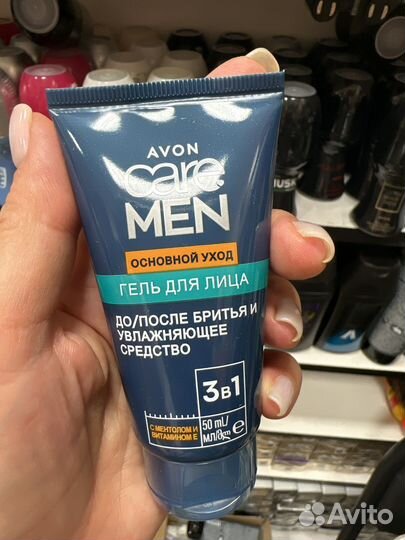 AVON
care
MEN
ОСНОВНОЙ УХОД
ГЕЛЬ ДЛЯ ЛИЦА
ДО/ПОСЛЕ БРИТЬЯ И
УВЛАЖНЯЮЩЕЕ
СРЕДСТВО
3в1
С МЕНТОЛОМ И
ВИТАМИНОМ Е
50 ml/
МЛ/მლ e
Avito